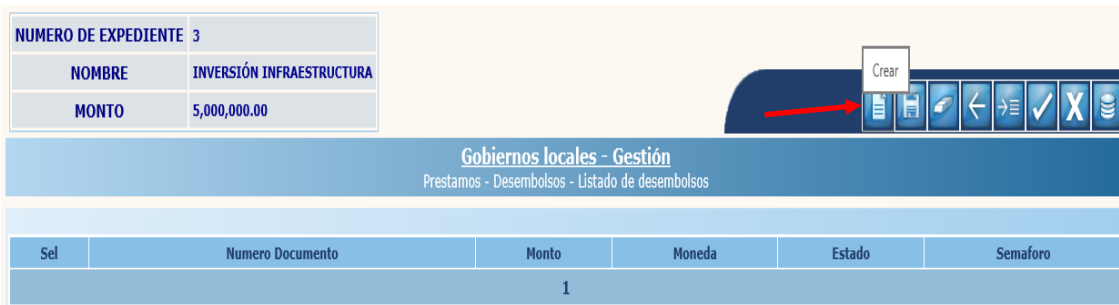 NUMERO DE EXPEDIENTE 3
NOMBRE INVERSIÓN INFRAESTRUCTURA
MONTO 5,000,000.00
Crear
Gobiernos locales - Gestión
Prestamos - Desembolsos - Listado de desembolsos
Sel Numero Documento Monto Moneda Estado Semaforo
1